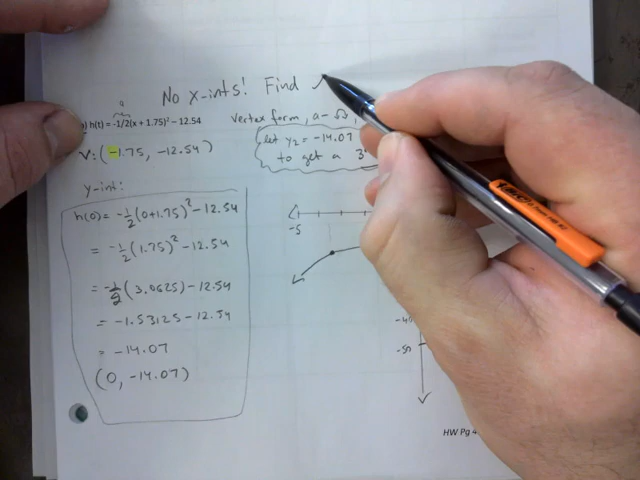 No x-ints! Find
a
h(t) = -1/2(x + 1.75)² – 12.54
vertex form, a-
V: (-1.75, -12.54)
let y₂ = -14.07
to get a 3
y-int:
h(0) = -1/2(0+1.75)² - 12.54
= -1/2(1.75)² - 12.54
= -1/2(3.0625) - 12.54
= -1.53125 - 12.54
= -14.07
(0, -14.07)
-5
-50
HW Pg 4